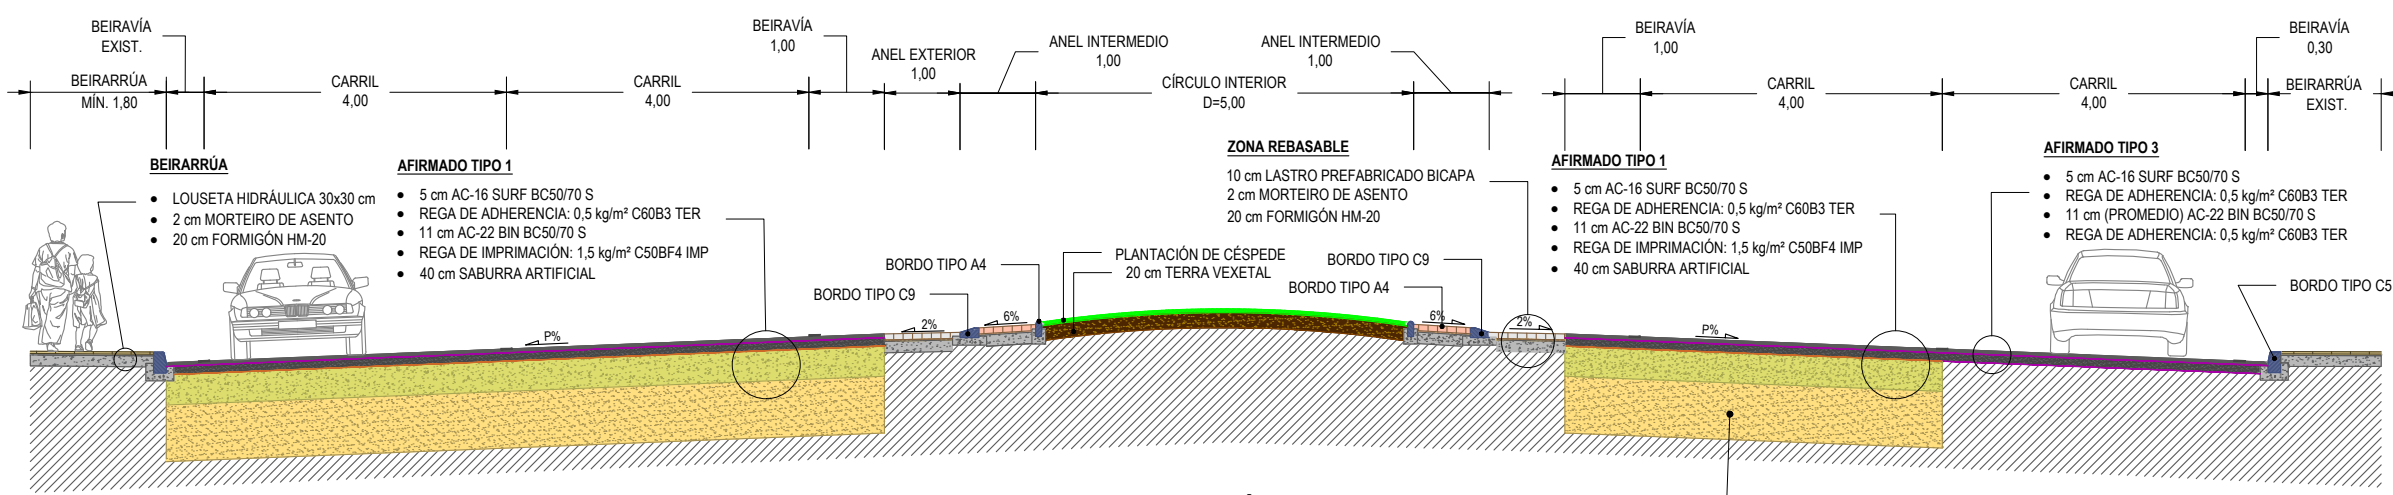 BEIRAVÍA
EXIST.
BEIRARRÚA
MÍN. 1,80
CARRIL
4,00
CARRIL
4,00
BEIRAVÍA
1,00
ANEL EXTERIOR
1,00
ANEL INTERMEDIO
1,00
CÍRCULO INTERIOR
D=5,00
ANEL INTERMEDIO
1,00
BEIRAVÍA
1,00
CARRIL
4,00
CARRIL
4,00
BEIRAVÍA
0,30
BEIRARRÚA
EXIST.
BEIRARRÚA
• LOUSETA HIDRÁULICA 30x30 cm
• 2 cm MORTEIRO DE ASENTO
• 20 cm FORMIGÓN HM-20
AFIRMADO TIPO 1
• 5 cm AC-16 SURF BC50/70 S
• REGA DE ADHERENCIA: 0,5 kg/m² C60B3 TER
• 11 cm AC-22 BIN BC50/70 S
• REGA DE IMPRIMACIÓN: 1,5 kg/m² C50BF4 IMP
• 40 cm SABURRA ARTIFICIAL
BORDO TIPO A4
BORDO TIPO C9
PLANTACIÓN DE CÉSPEDE
20 cm TERRA VEXETAL
ZONA REBASABLE
10 cm LASTRO PREFABRICADO BICAPA
2 cm MORTEIRO DE ASENTO
20 cm FORMIGÓN HM-20
BORDO TIPO C9
BORDO TIPO A4
AFIRMADO TIPO 1
• 5 cm AC-16 SURF BC50/70 S
• REGA DE ADHERENCIA: 0,5 kg/m² C60B3 TER
• 11 cm AC-22 BIN BC50/70 S
• REGA DE IMPRIMACIÓN: 1,5 kg/m² C50BF4 IMP
• 40 cm SABURRA ARTIFICIAL
AFIRMADO TIPO 3
• 5 cm AC-16 SURF BC50/70 S
• REGA DE ADHERENCIA: 0,5 kg/m² C60B3 TER
• 11 cm (PROMEDIO) AC-22 BIN BC50/70 S
• REGA DE ADHERENCIA: 0,5 kg/m² C60B3 TER
BORDO TIPO C5
P%
2%
6%
6%
2%
P%